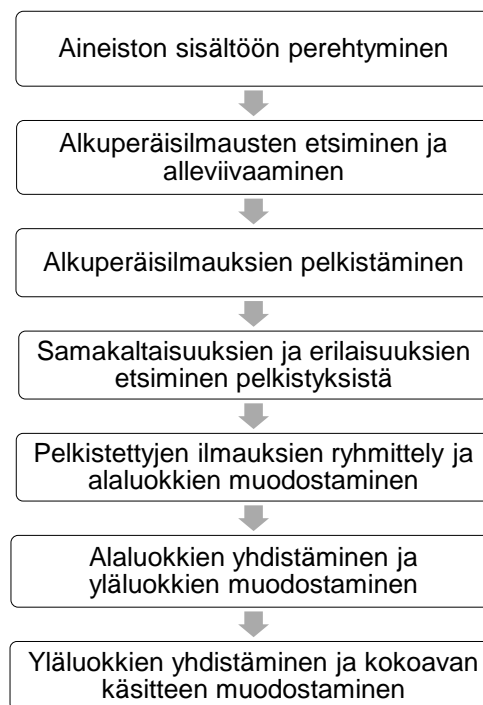 Aineiston sisältöön perehtyminen
Alkuperäisilmausten etsiminen ja
alleviivaaminen
Alkuperäisilmauksien pelkistäminen
Samakaltaisuuksien ja erilaisuuksien
etsiminen pelkistyksistä
Pelkistettyjen ilmauksien ryhmittely ja
alaluokkien muodostaminen
Alaluokkien yhdistäminen ja
yläluokkien muodostaminen
Yläluokkien yhdistäminen ja kokoavan
käsitteen muodostaminen